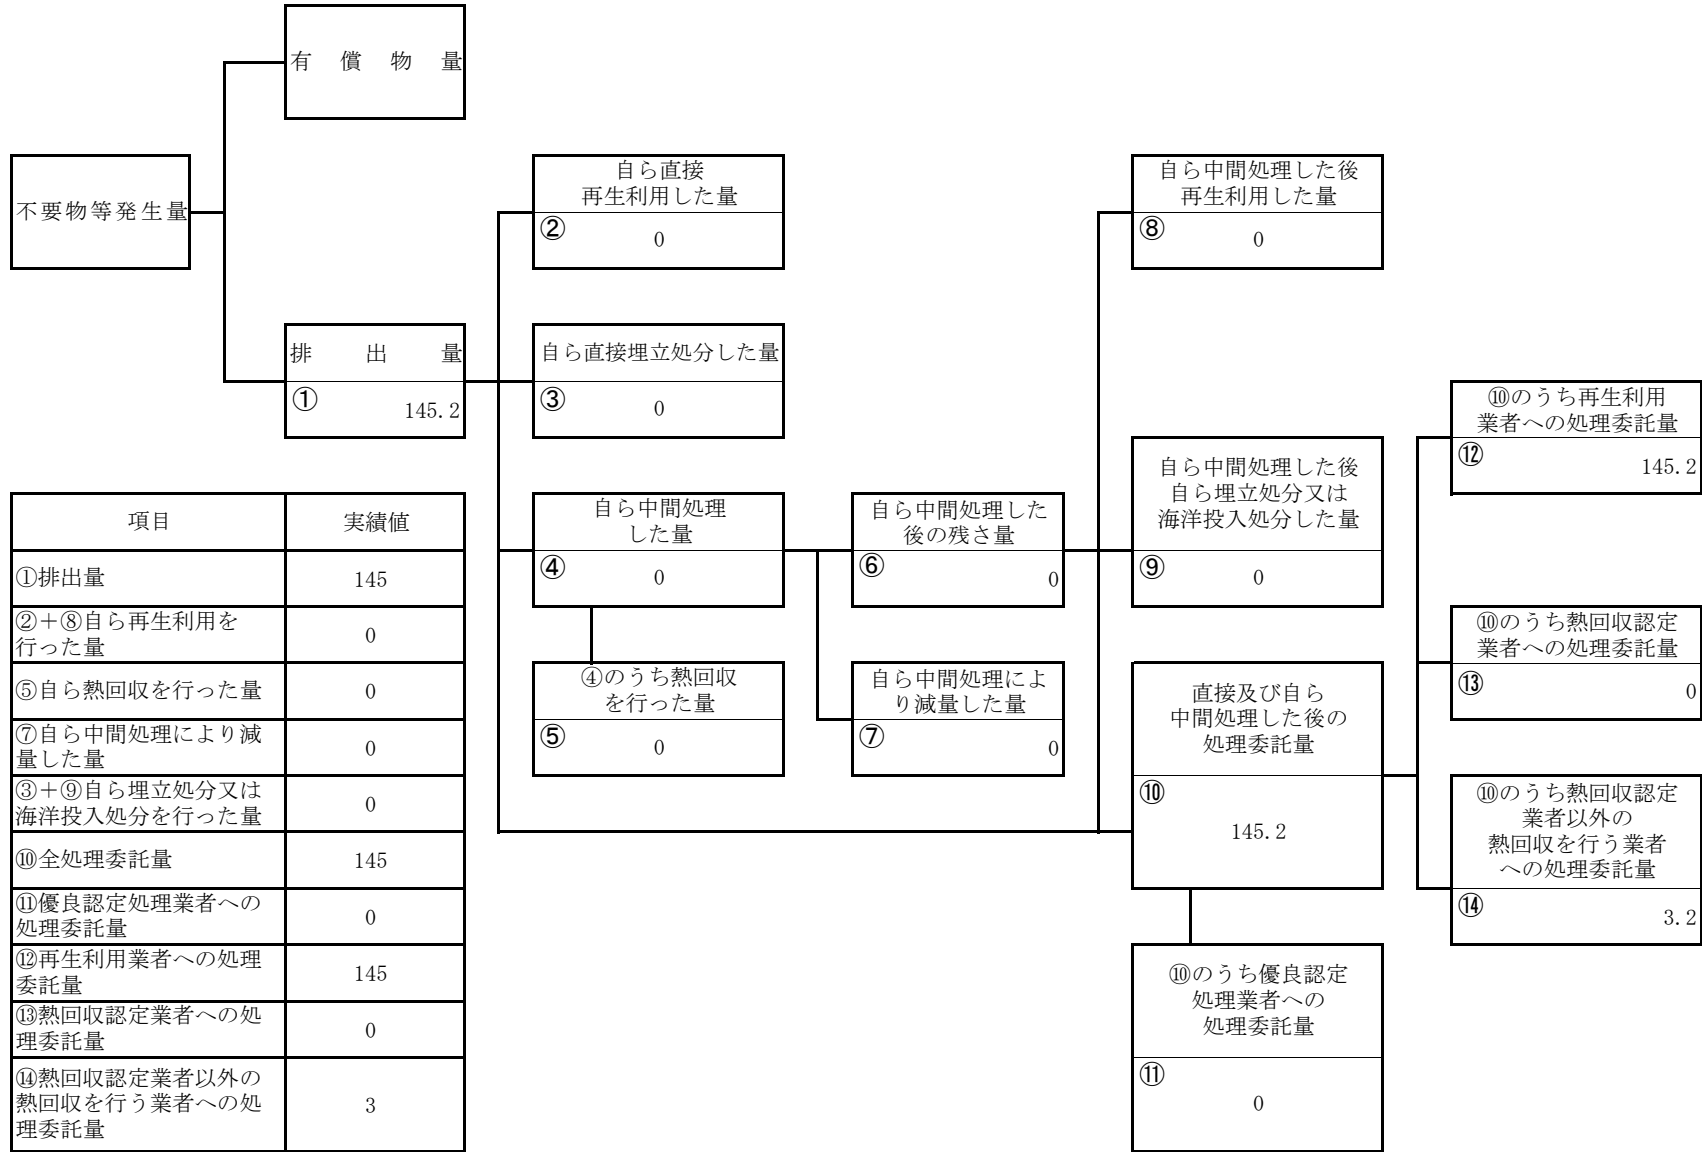 有償物量
不要物等発生量
排出量
①
145.2
自ら直接
再生利用した量
②
0
自ら直接埋立処分した量
③
0
自ら中間処理
した量
④
0
④のうち熱回収
を行った量
⑤
0
自ら中間処理した
後の残さ量
⑥
0
自ら中間処理によ
り減量した量
⑦
0
自ら中間処理した後
再生利用した量
⑧
0
自ら中間処理した後
自ら埋立処分又は
海洋投入処分した量
⑨
0
直接及び自ら
中間処理した後の
処理委託量
⑩
145.2
⑩のうち優良認定
処理業者への
処理委託量
⑪
0
⑩のうち再生利用
業者への処理委託量
⑫
145.2
⑩のうち熱回収認定
業者への処理委託量
⑬
0
⑩のうち熱回収認定
業者以外の
熱回収を行う業者
への処理委託量
⑭
3.2
項目 実績値
①排出量 145
②＋⑧自ら再生利用を
行った量 0
⑤自ら熱回収を行った量 0
⑦自ら中間処理により減
量した量 0
③＋⑨自ら埋立処分又は
海洋投入処分を行った量 0
⑩全処理委託量 145
⑪優良認定処理業者への
処理委託量 0
⑫再生利用業者への処理
委託量 145
⑬熱回収認定業者への処
理委託量 0
⑭熱回収認定業者以外の
熱回収を行う業者への処
理委託量 3